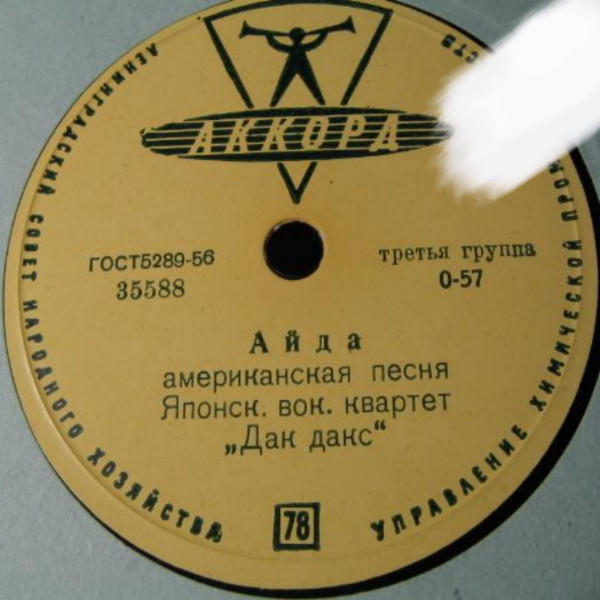 АККОРД
ГОСТ5289-56
35588
третья группа
0-57
Айда
американская песня
Японск. вок. квартет
„Дак дакс“
78
ЛЕНИНГРАДСКИЙ СОВЕТ НАРОДНОГО ХОЗЯЙСТВА
УПРАВЛЕНИЕ ХИМИЧЕСКОЙ